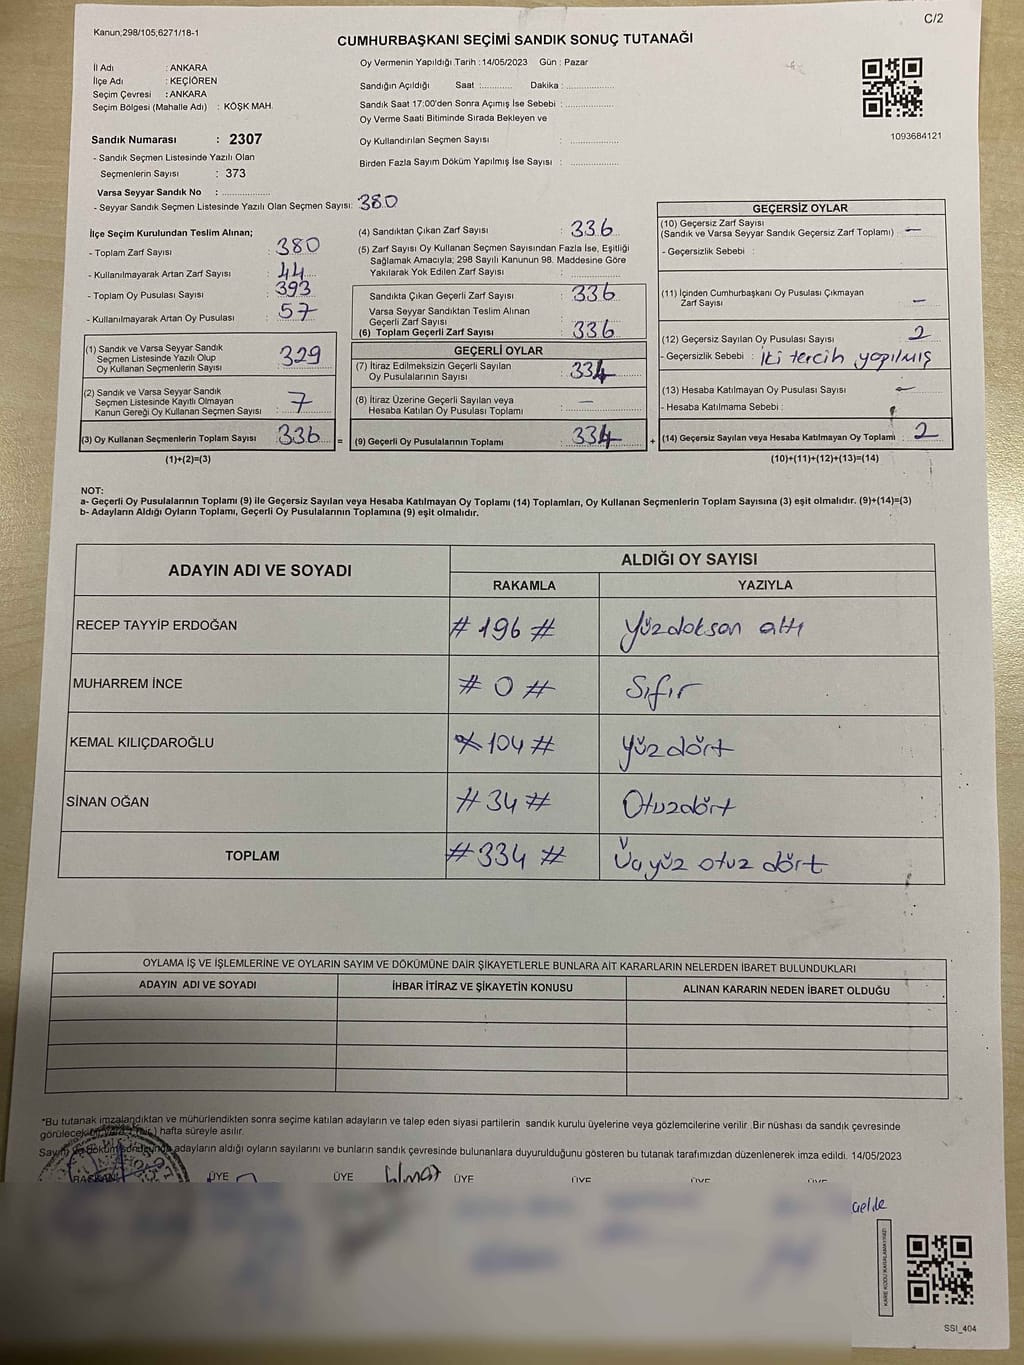 C/2
Kanun;298/105,6271/18-1
CUMHURBAŞKANI SEÇİMİ SANDIK SONUÇ TUTANAĞI
İl Adı : ANKARA
İlçe Adı : KEÇİÖREN
Seçim Çevresi : ANKARA
Seçim Bölgesi (Mahalle Adı) : KÖŞK MAH.
Sandık Numarası : 2307
- Sandık Seçmen Listesinde Yazılı Olan
Seçmenlerin Sayısı : 373
Varsa Seyyar Sandık No : ....................
- Seyyar Sandık Seçmen Listesinde Yazılı Olan Seçmen Sayısı: 380
Oy Vermenin Yapıldığı Tarih : 14/05/2023 Gün : Pazar
Sandığın Açıldığı Saat :............ Dakika : ..................
Sandık Saat 17:00'den Sonra Açımış İse Sebebi : ..................
Oy Verme Saati Bitiminde Sırada Bekleyen ve
Oy Kullandırılan Seçmen Sayısı : ..................
Birden Fazla Sayım Döküm Yapılmış İse Sayısı : ..................
1093684121
İlçe Seçim Kurulundan Teslim Alınan;
- Toplam Zarf Sayısı : 380
- Kullanılmayarak Artan Zarf Sayısı : 44
- Toplam Oy Pusulası Sayısı : 393
- Kullanılmayarak Artan Oy Pusulası : 57
(1) Sandık ve Varsa Seyyar Sandık
Seçmen Listesinde Yazılı Olup
Oy Kullanan Seçmenlerin Sayısı : 329
(2) Sandık ve Varsa Seyyar Sandık
Seçmen Listesinde Kayıtlı Olmayan
Kanun Gereği Oy Kullanan Seçmen Sayısı : 7
(3) Oy Kullanan Seçmenlerin Toplam Sayısı : 336 =
(1)+(2)=(3)
(4) Sandıktan Çıkan Zarf Sayısı : 336
(5) Zarf Sayısı Oy Kullanan Seçmen Sayısından Fazla İse, Eşitliği
Sağlamak Amacıyla; 298 Sayılı Kanunun 98. Maddesine Göre
Yakılarak Yok Edilen Zarf Sayısı : ..................
Sandıkta Çıkan Geçerli Zarf Sayısı : 336
Varsa Seyyar Sandıktan Teslim Alınan
Geçerli Zarf Sayısı :
(6) Toplam Geçerli Zarf Sayısı : 336
GEÇERLİ OYLAR
(7) İtiraz Edilmeksizin Geçerli Sayılan
Oy Pusulalarının Sayısı : 334
(8) İtiraz Üzerine Geçerli Sayılan veya
Hesaba Katılan Oy Pusulası Toplamı : —
(9) Geçerli Oy Pusulalarının Toplamı : 334 +
GEÇERSİZ OYLAR
(10) Geçersiz Zarf Sayısı
(Sandık ve Varsa Seyyar Sandık Geçersiz Zarf Toplamı) : —
- Geçersizlik Sebebi :
(11) İçinden Cumhurbaşkanı Oy Pusulası Çıkmayan
Zarf Sayısı : —
(12) Geçersiz Sayılan Oy Pusulası Sayısı : 2
- Geçersizlik Sebebi : İki tercih yapılmış
(13) Hesaba Katılmayan Oy Pusulası Sayısı : —
- Hesaba Katılmama Sebebi :
(14) Geçersiz Sayılan veya Hesaba Katılmayan Oy Toplamı : 2
(10)+(11)+(12)+(13)=(14)
NOT:
a- Geçerli Oy Pusulalarının Toplamı (9) ile Geçersiz Sayılan veya Hesaba Katılmayan Oy Toplamı (14) Toplamları, Oy Kullanan Seçmenlerin Toplam Sayısına (3) eşit olmalıdır. (9)+(14)=(3)
b- Adayların Aldığı Oyların Toplamı, Geçerli Oy Pusulalarının Toplamına (9) eşit olmalıdır.
ADAYIN ADI VE SOYADI ALDIĞI OY SAYISI
RAKAMLA YAZIYLA
RECEP TAYYİP ERDOĞAN # 196 # Yüzdoksan altı
MUHARREM İNCE # 0 # Sıfır
KEMAL KILIÇDAROĞLU # 104 # Yüz dört
SİNAN OĞAN # 34 # Otuzdört
TOPLAM # 334 # Üçyüz otuz dört
OYLAMA İŞ VE İŞLEMLERİNE VE OYLARIN SAYIM VE DÖKÜMÜNE DAİR ŞİKAYETLERLE BUNLARA AİT KARARLARIN NELERDEN İBARET BULUNDUKLARI
ADAYIN ADI VE SOYADI İHBAR İTİRAZ VE ŞİKAYETİN KONUSU ALINAN KARARIN NEDEN İBARET OLDUĞU
*Bu tutanak imzalandıktan ve mühürlendikten sonra seçime katılan adayların ve talep eden siyasi partilerin sandık kurulu üyelerine veya gözlemcilerine verilir. Bir nüshası da sandık çevresinde
görülecek bir yere 1 (bir) hafta süreyle asılır.
Sayım ve döküm sonucunda adayların aldığı oyların sayılarını ve bunların sandık çevresinde bulunanlara duyurulduğunu gösteren bu tutanak tarafımızdan düzenlenerek imza edildi. 14/05/2023
BAŞKAN ÜYE ÜYE ÜYE ÜYE ÜYE ÜYE
KARE KODU KARALAMAYINIZ!
SSI_404